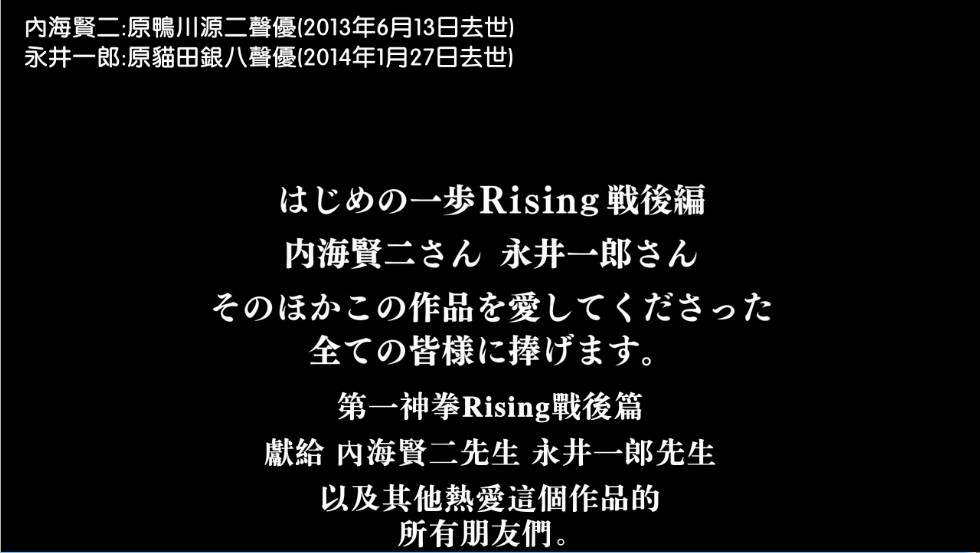 內海賢二:原鴨川源二聲優(2013年6月13日去世)
永井一郎:原貓田銀八聲優(2014年1月27日去世)
はじめの一歩Rising戦後編
内海賢二さん 永井一郎さん
そのほかこの作品を愛してくださった
全ての皆様に捧げます。
第一神拳Rising戰後篇
獻給 內海賢二先生 永井一郎先生
以及其他熱愛這個作品的
所有朋友們。